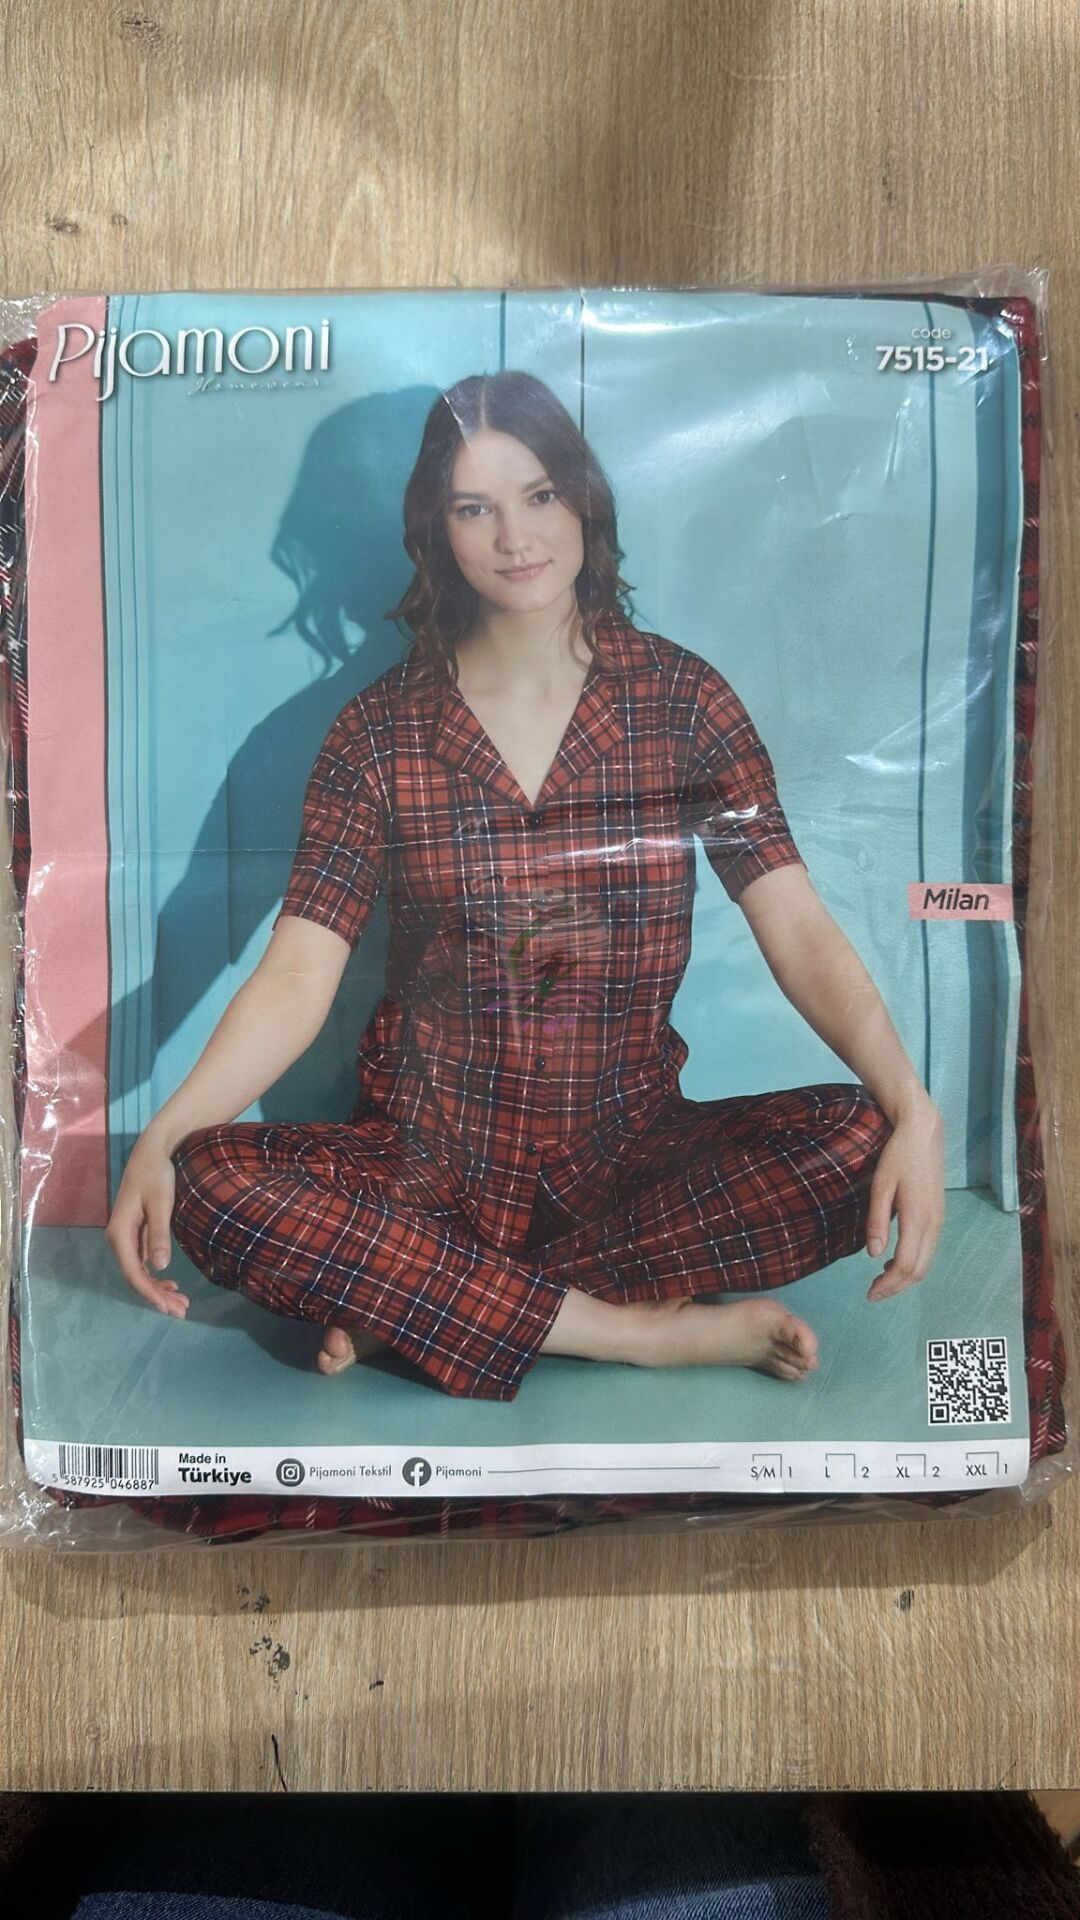 Pijamoni
Homewear
code
7515-21
Milan
5 587925 046887
Made in
Türkiye
Pijamoni Tekstil
Pijamoni
S/M 1 L 2 XL 2 XXL 1